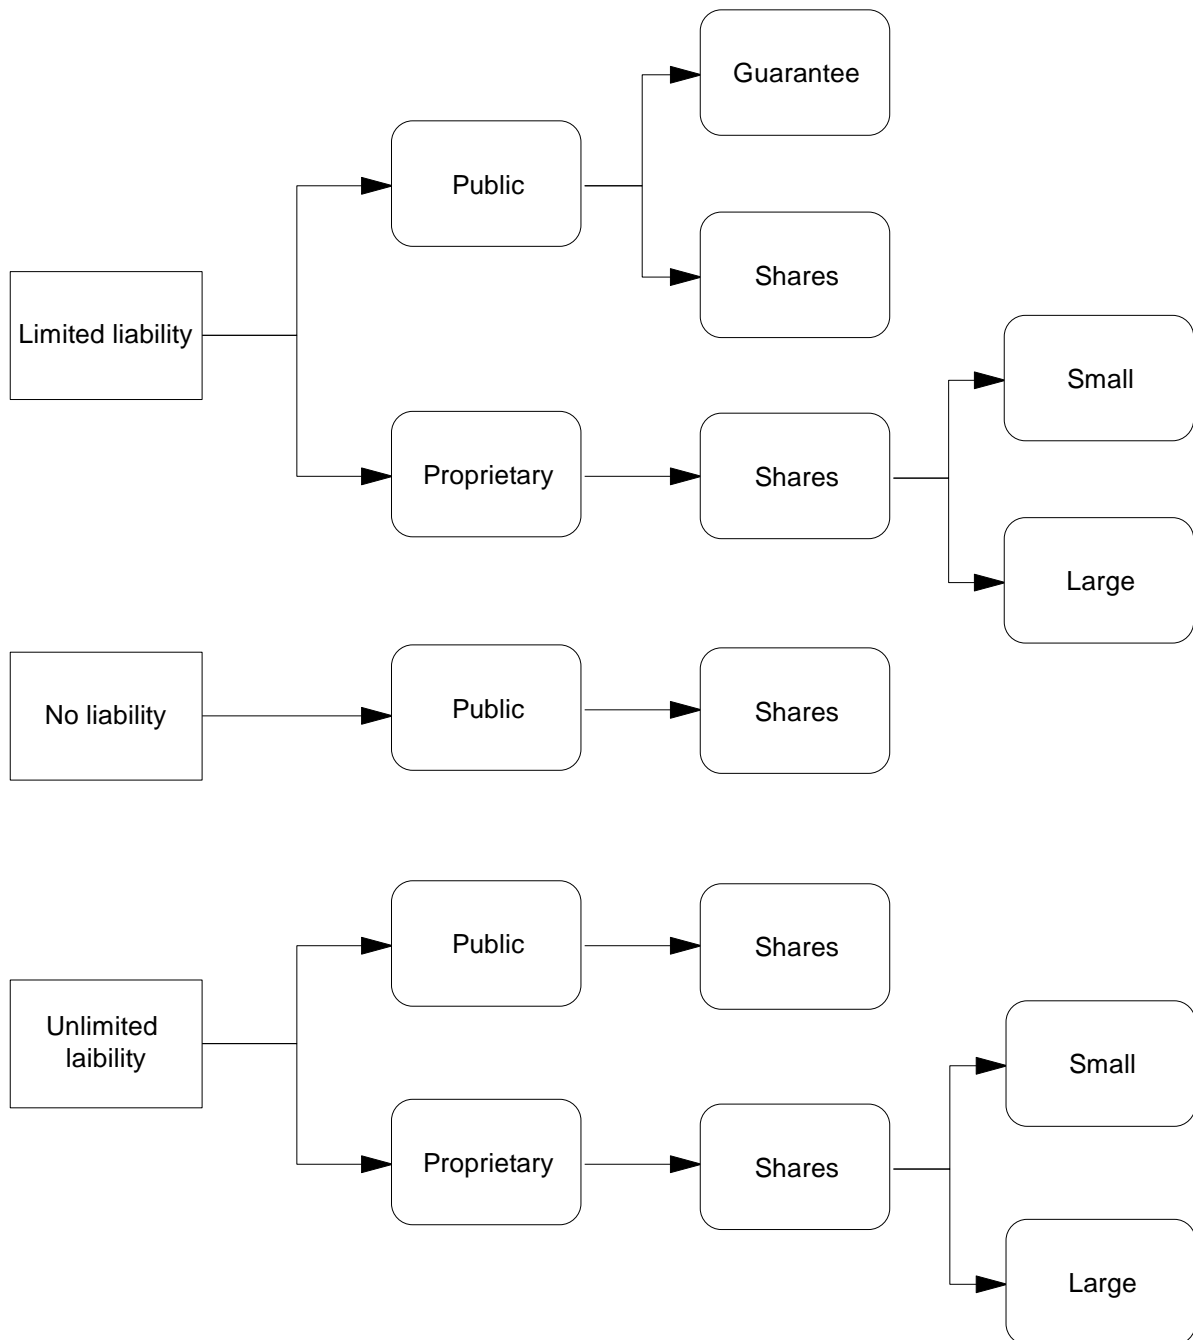 Guarantee
Public
Shares
Limited liability
Small
Proprietary
Shares
Large
No liability
Public
Shares
Public
Shares
Unlimited
laibility
Small
Proprietary
Shares
Large